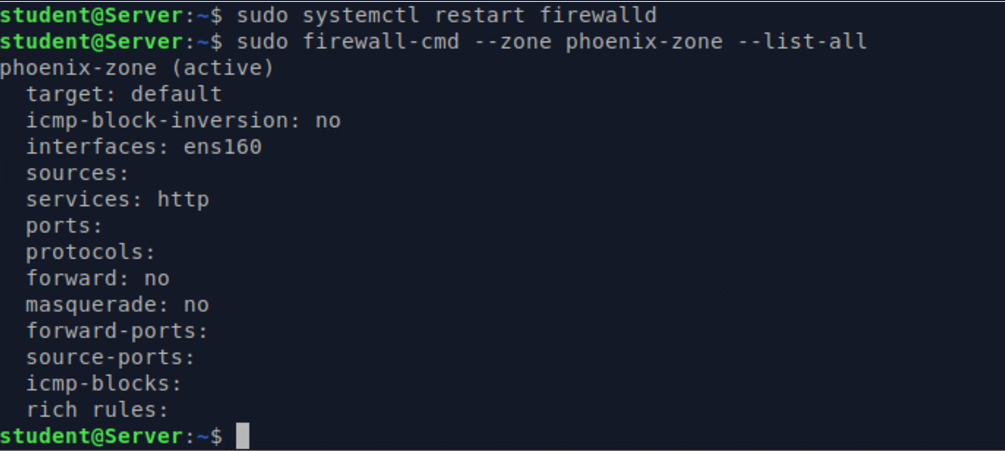 student@Server:~$ sudo systemctl restart firewalld
student@Server:~$ sudo firewall-cmd --zone phoenix-zone --list-all
phoenix-zone (active)
  target: default
  icmp-block-inversion: no
  interfaces: ens160
  sources:
  services: http
  ports:
  protocols:
  forward: no
  masquerade: no
  forward-ports:
  source-ports:
  icmp-blocks:
  rich rules:
student@Server:~$